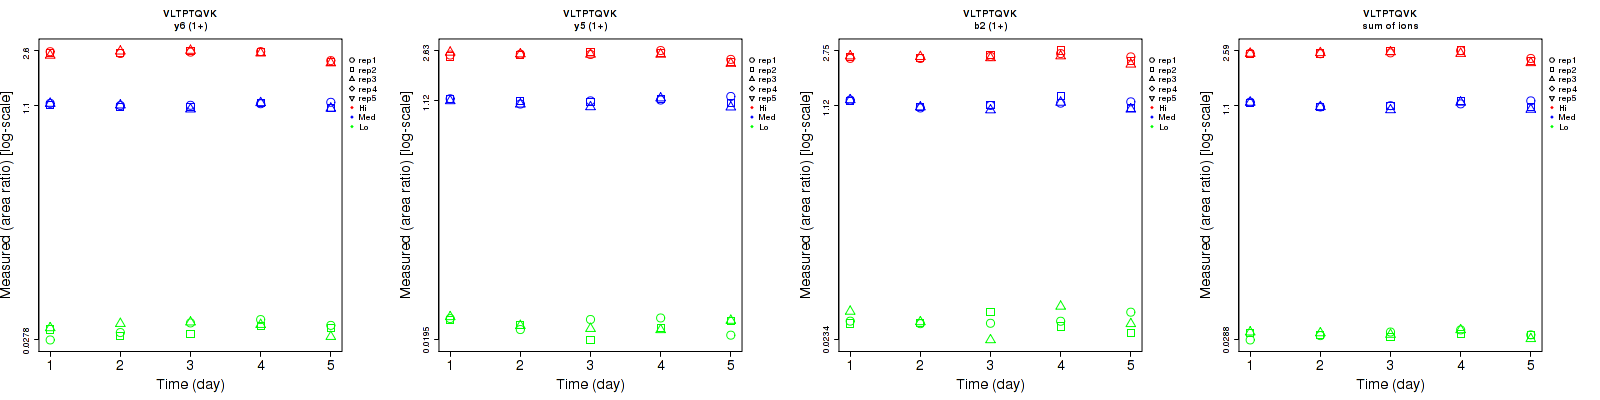 VLTPTQVK
y6 (1+)
Measured (area ratio) [log-scale]
2.6
1.1
0.0278
1 2 3 4 5
Time (day)
rep1
rep2
rep3
rep4
rep5
Hi
Med
Lo
VLTPTQVK
y5 (1+)
Measured (area ratio) [log-scale]
2.63
1.12
0.0195
1 2 3 4 5
Time (day)
rep1
rep2
rep3
rep4
rep5
Hi
Med
Lo
VLTPTQVK
b2 (1+)
Measured (area ratio) [log-scale]
2.75
1.12
0.0234
1 2 3 4 5
Time (day)
rep1
rep2
rep3
rep4
rep5
Hi
Med
Lo
VLTPTQVK
sum of ions
Measured (area ratio) [log-scale]
2.59
1.1
0.0288
1 2 3 4 5
Time (day)
rep1
rep2
rep3
rep4
rep5
Hi
Med
Lo